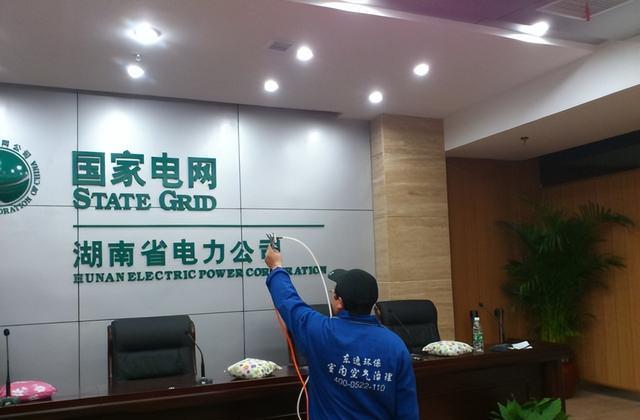 国家电网
STATE GRID
湖南省电力公司
HUNAN ELECTRIC POWER CORPORATION
东逸环保
室内空气治理
400-0522-110